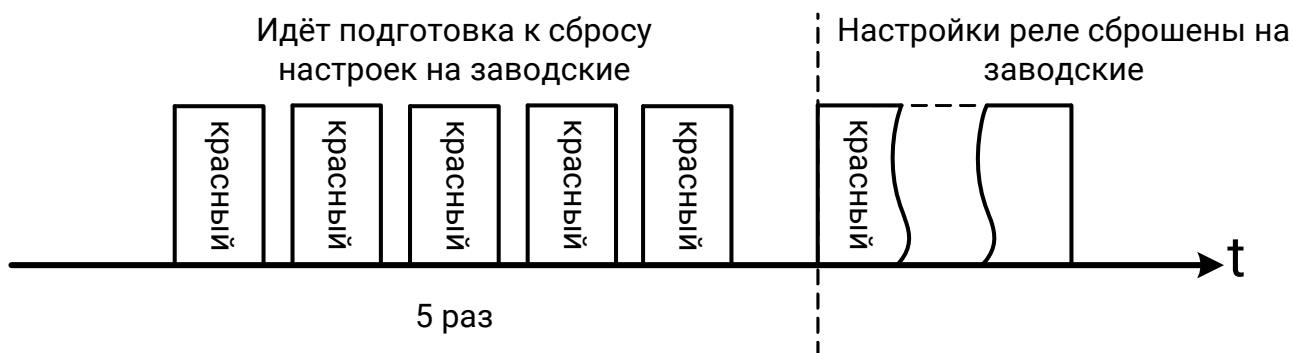 Идёт подготовка к сбросу
настроек на заводские
Настройки реле сброшены на
заводские
красный
красный
красный
красный
красный
красный
t
5 раз